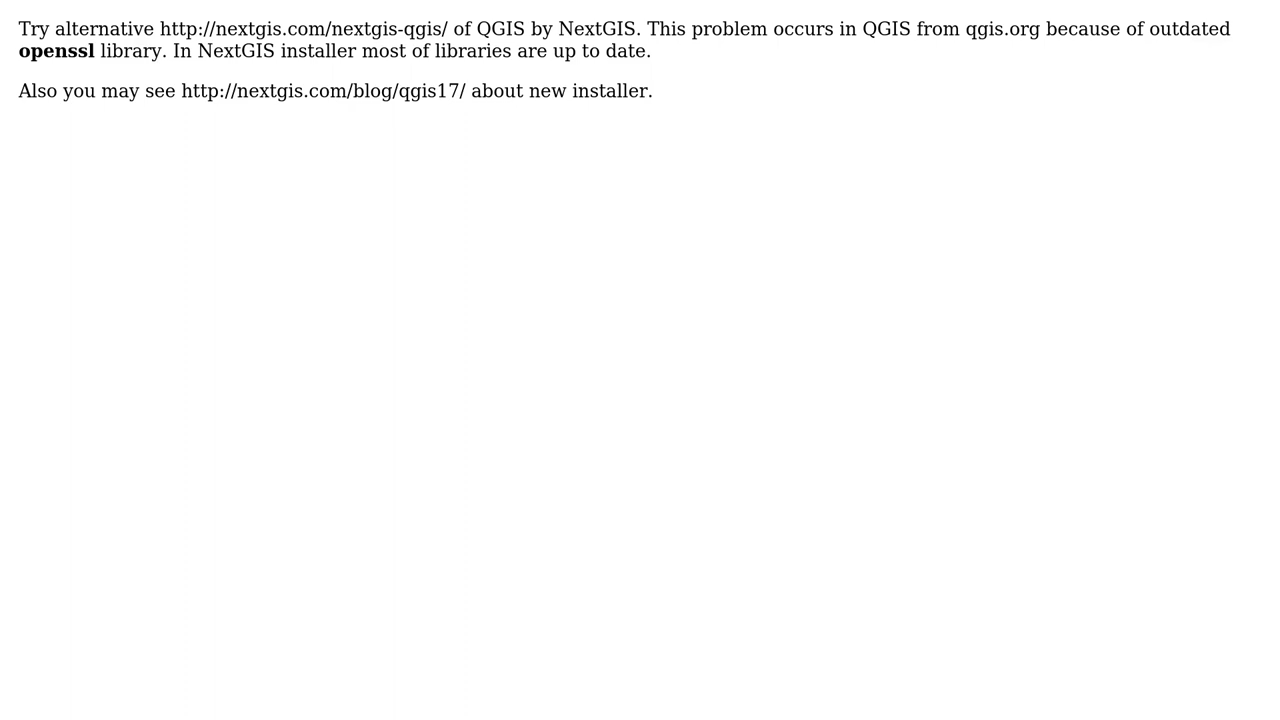 Try alternative http://nextgis.com/nextgis-qgis/ of QGIS by NextGIS. This problem occurs in QGIS from qgis.org because of outdated
openssl library. In NextGIS installer most of libraries are up to date.
Also you may see http://nextgis.com/blog/qgis17/ about new installer.